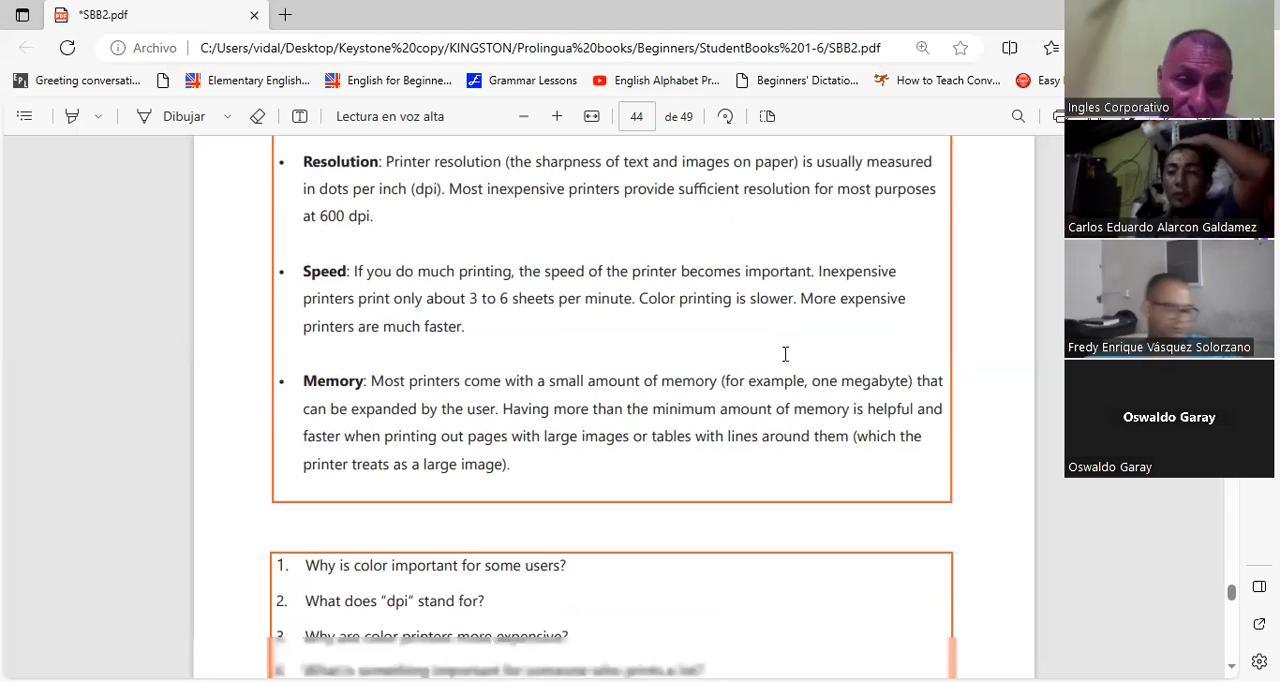 *SBB2.pdf
Archivo
C:/Users/vidal/Desktop/Keystone%20copy/KINGSTON/Prolingua%20books/Beginners/StudentBooks%201-6/SBB2.pdf
Greeting conversati...
Elementary English...
English for Beginne...
Grammar Lessons
English Alphabet Pr...
Beginners' Dictatio...
How to Teach Conv...
Easy
Dibujar
Lectura en voz alta
44 de 49
• Resolution: Printer resolution (the sharpness of text and images on paper) is usually measured
in dots per inch (dpi). Most inexpensive printers provide sufficient resolution for most purposes
at 600 dpi.
• Speed: If you do much printing, the speed of the printer becomes important. Inexpensive
printers print only about 3 to 6 sheets per minute. Color printing is slower. More expensive
printers are much faster.
• Memory: Most printers come with a small amount of memory (for example, one megabyte) that
can be expanded by the user. Having more than the minimum amount of memory is helpful and
faster when printing out pages with large images or tables with lines around them (which the
printer treats as a large image).
1. Why is color important for some users?
2. What does “dpi” stand for?
3. Why are color printers more expensive?
4. What is something important for someone who prints a lot?
Ingles Corporativo
Carlos Eduardo Alarcon Galdamez
Fredy Enrique Vásquez Solorzano
Oswaldo Garay
Oswaldo Garay